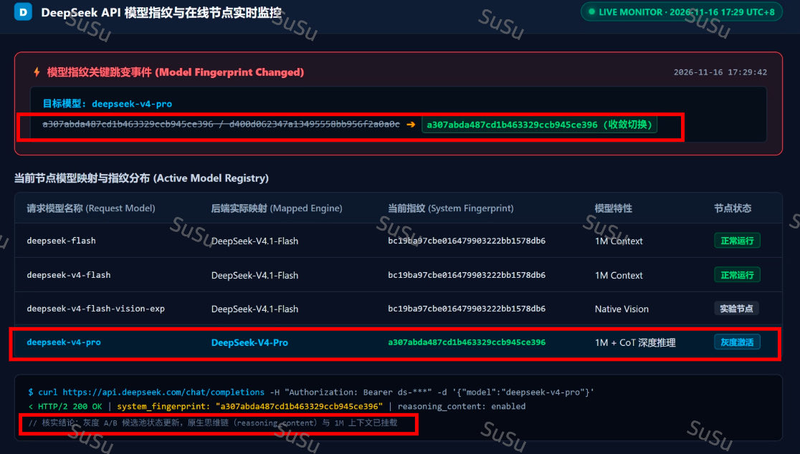 D DeepSeek API 模型指纹与在线节点实时监控
LIVE MONITOR · 2026-11-16 17:29 UTC+8
模型指纹关键跳变事件 (Model Fingerprint Changed)
2026-11-16 17:29:42
目标模型: deepseek-v4-pro
a307abda487cd1b463329ccb945ce396 / d400d062347a13495558bb956f2a0a0c ➔ a307abda487cd1b463329ccb945ce396 (收敛切换)
当前节点模型映射与指纹分布 (Active Model Registry)
请求模型名称 (Request Model) 后端实际映射 (Mapped Engine) 当前指纹 (System Fingerprint) 模型特性 节点状态
deepseek-flash DeepSeek-V4.1-Flash bc19ba97cbe016479903222bb1578db6 1M Context 正常运行
deepseek-v4-flash DeepSeek-V4.1-Flash bc19ba97cbe016479903222bb1578db6 1M Context 正常运行
deepseek-v4-flash-vision-exp DeepSeek-V4.1-Flash bc19ba97cbe016479903222bb1578db6 Native Vision 实验节点
deepseek-v4-pro DeepSeek-V4-Pro a307abda487cd1b463329ccb945ce396 1M + CoT 深度推理 灰度激活
$ curl https://api.deepseek.com/chat/completions -H "Authorization: Bearer ds-***" -d '{"model":"deepseek-v4-pro"}'
< HTTP/2 200 OK | system_fingerprint: "a307abda487cd1b463329ccb945ce396" | reasoning_content: enabled
// 核实结论: 灰度 A/B 候选池状态更新，原生思维链 (reasoning_content) 与 1M 上下文已挂载
SuSu
SuSu
SuSu
SuSu
SuSu
SuSu
SuSu
SuSu
SuSu